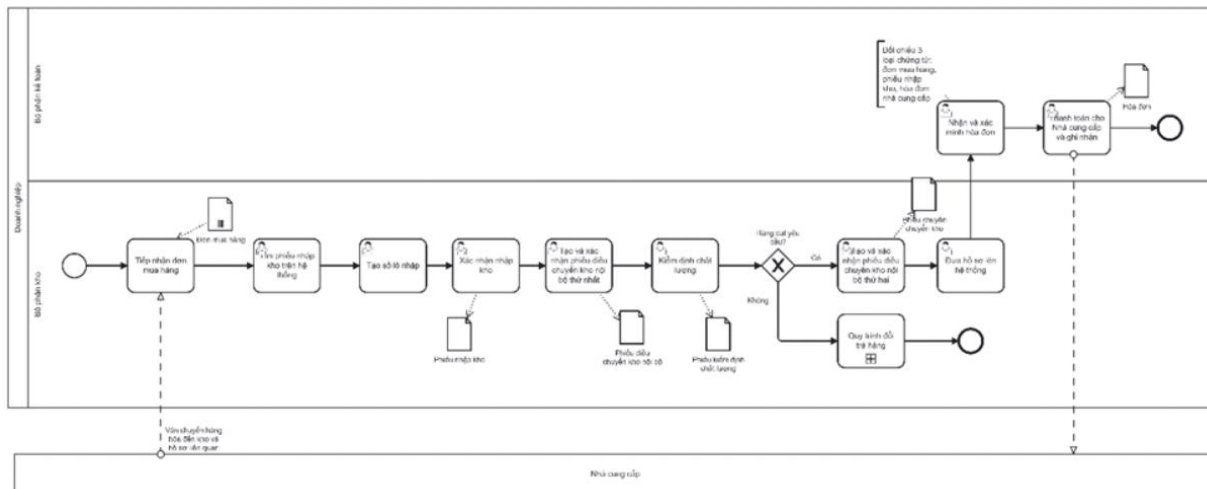 Doanh nghiệp
Bộ phận kế toán
Đối chiếu 3
loại chứng từ:
đơn mua hàng,
phiếu nhập
kho, hóa đơn
nhà cung cấp
Nhận và xác
minh hóa đơn
Thanh toán cho
Nhà cung cấp
và ghi nhận
Hóa đơn
Bộ phận kho
Tiếp nhận đơn
mua hàng
Đơn mua hàng
phiếu nhập
kho trên hệ
thống
Tạo số lô nhập
Xác nhận nhập
kho
Phiếu nhập kho
Tạo và xác
nhận phiếu điều
chuyển kho nội
bộ thứ nhất
Phiếu điều
chuyển kho nội bộ
Kiểm định chất
lượng
Phiếu kiểm định
chất lượng
Hàng đạt yêu
cầu?
Có
Không
Tạo và xác
nhận phiếu điều
chuyển kho nội
bộ thứ hai
chuyển kho
Đưa hồ sơ lên
hệ thống
Quy trình đổi
trả hàng
Vận chuyển hàng
hóa đến kho và
hồ sơ liên quan
Nhà cung cấp